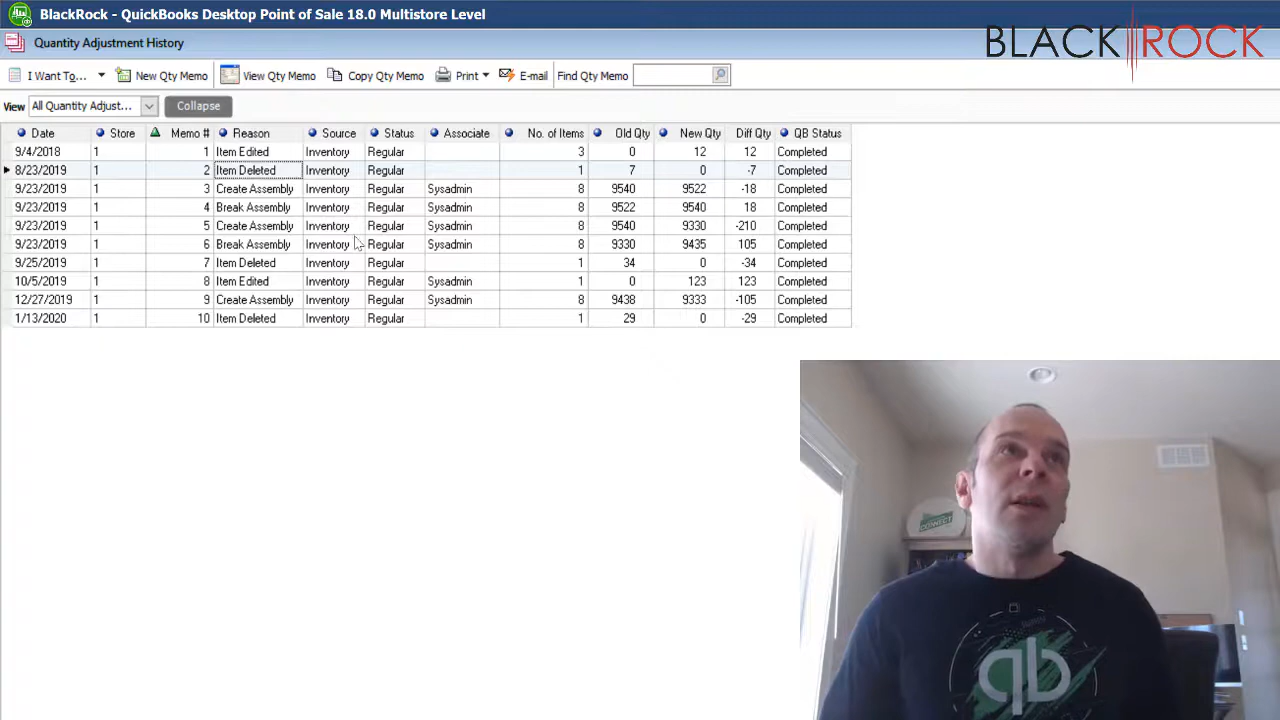 BlackRock - QuickBooks Desktop Point of Sale 18.0 Multistore Level
BLACK ROCK
Quantity Adjustment History
I Want To... New Qty Memo View Qty Memo Copy Qty Memo Print E-mail Find Qty Memo
View All Quantity Adjust... Collapse
Date Store Memo # Reason Source Status Associate No. of Items Old Qty New Qty Diff Qty QB Status
9/4/2018 1 1 Item Edited Inventory Regular 3 0 12 12 Completed
8/23/2019 1 2 Item Deleted Inventory Regular 1 7 0 -7 Completed
9/23/2019 1 3 Create Assembly Inventory Regular Sysadmin 8 9540 9522 -18 Completed
9/23/2019 1 4 Break Assembly Inventory Regular Sysadmin 8 9522 9540 18 Completed
9/23/2019 1 5 Create Assembly Inventory Regular Sysadmin 8 9540 9330 -210 Completed
9/23/2019 1 6 Break Assembly Inventory Regular Sysadmin 8 9330 9435 105 Completed
9/25/2019 1 7 Item Deleted Inventory Regular 1 34 0 -34 Completed
10/5/2019 1 8 Item Edited Inventory Regular Sysadmin 1 0 123 123 Completed
12/27/2019 1 9 Create Assembly Inventory Regular Sysadmin 8 9438 9333 -105 Completed
1/13/2020 1 10 Item Deleted Inventory Regular 1 29 0 -29 Completed
CONNECT
qb